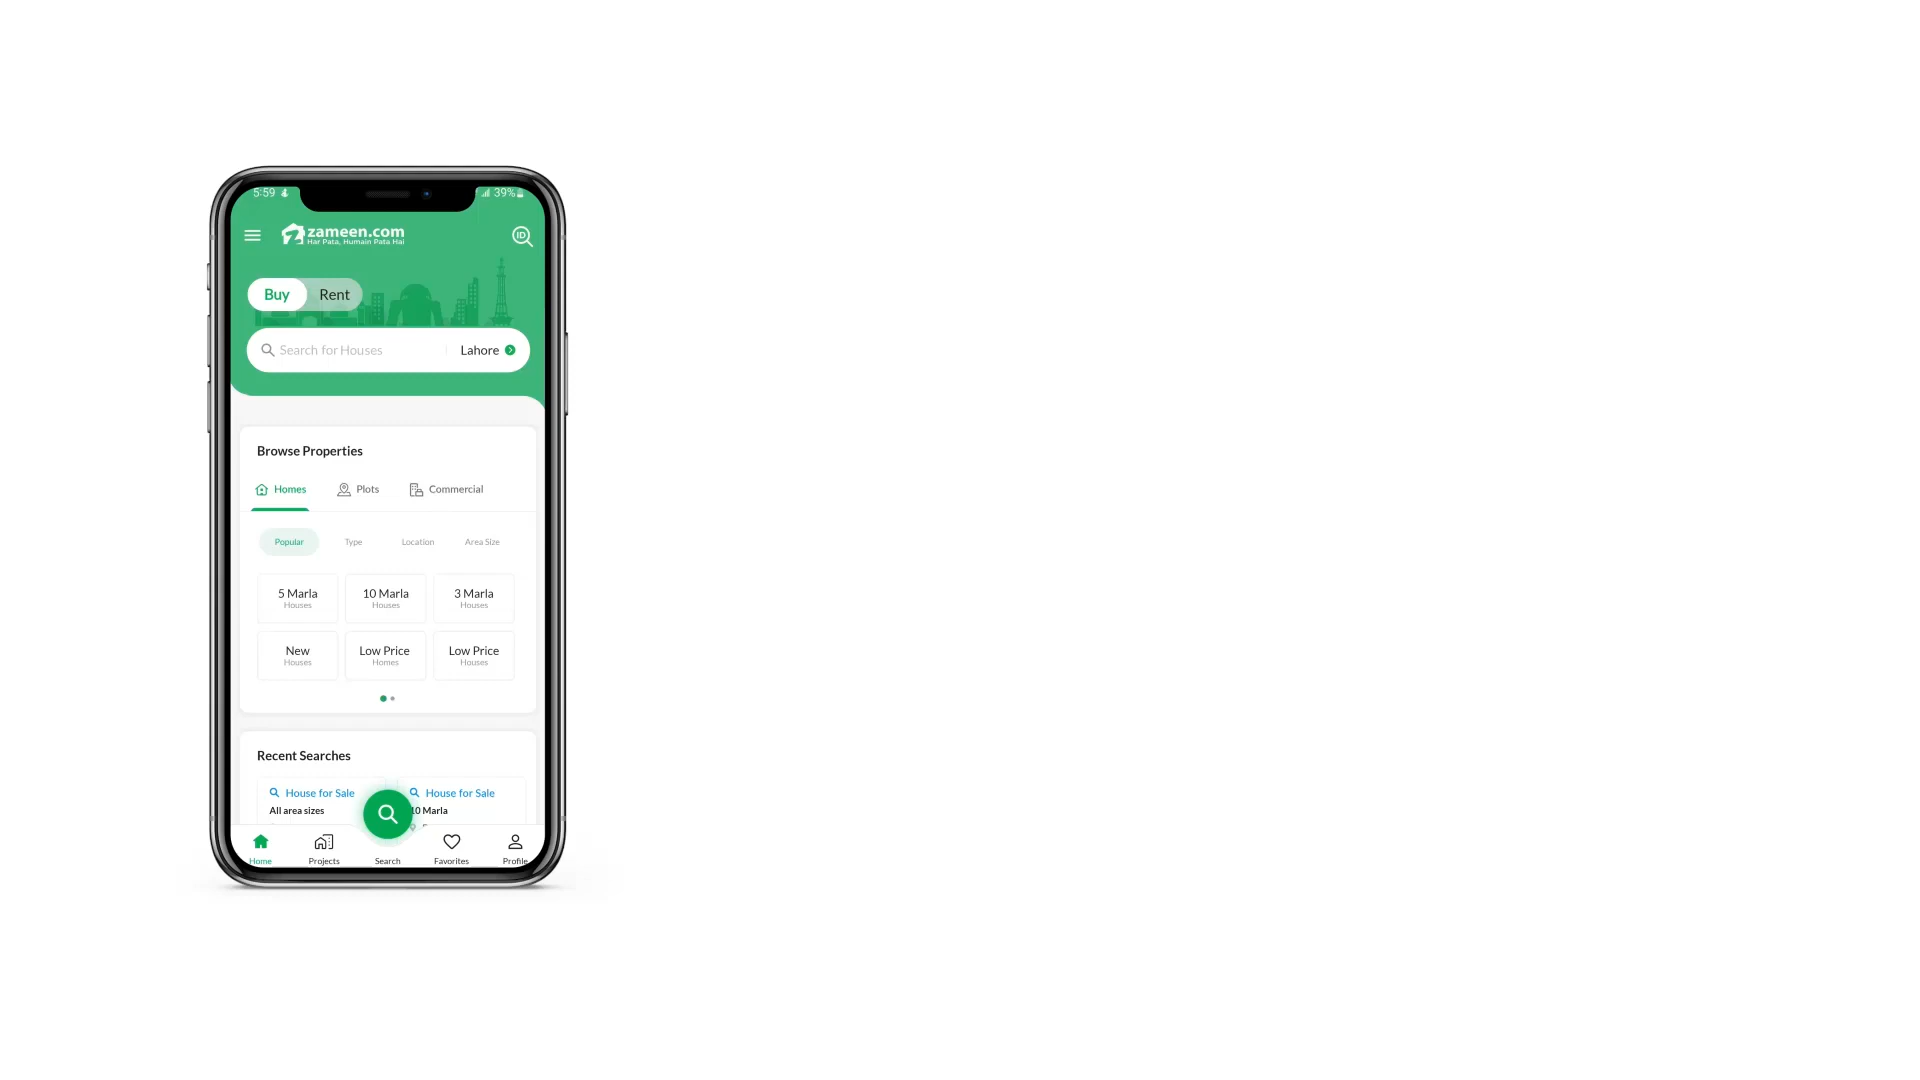 5:59
39%
zameen.com
Har Pata, Humain Pata Hai
ID
Buy Rent
Search for Houses Lahore
Browse Properties
Homes Plots Commercial
Popular Type Location Area Size
5 Marla 10 Marla 3 Marla
Houses Houses Houses
New Low Price Low Price
Houses Homes Houses
Recent Searches
House for Sale House for Sale
All area sizes 10 Marla
Home Projects Search Favorites Profile